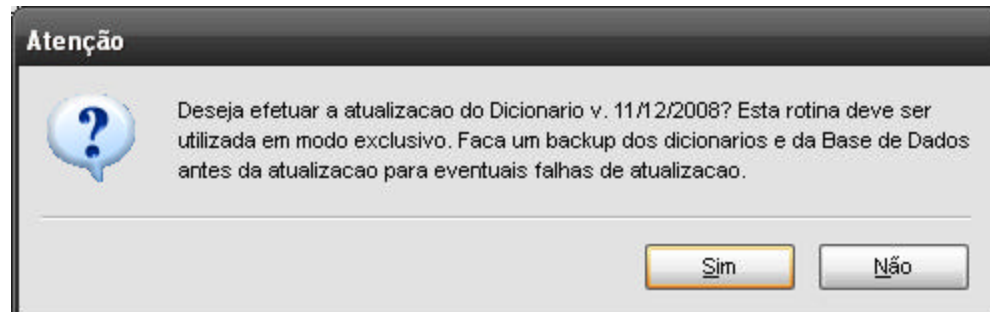 Atenção
Deseja efetuar a atualizacao do Dicionario v. 11/12/2008? Esta rotina deve ser
utilizada em modo exclusivo. Faca um backup dos dicionarios e da Base de Dados
antes da atualizacao para eventuais falhas de atualizacao.
Sim Não